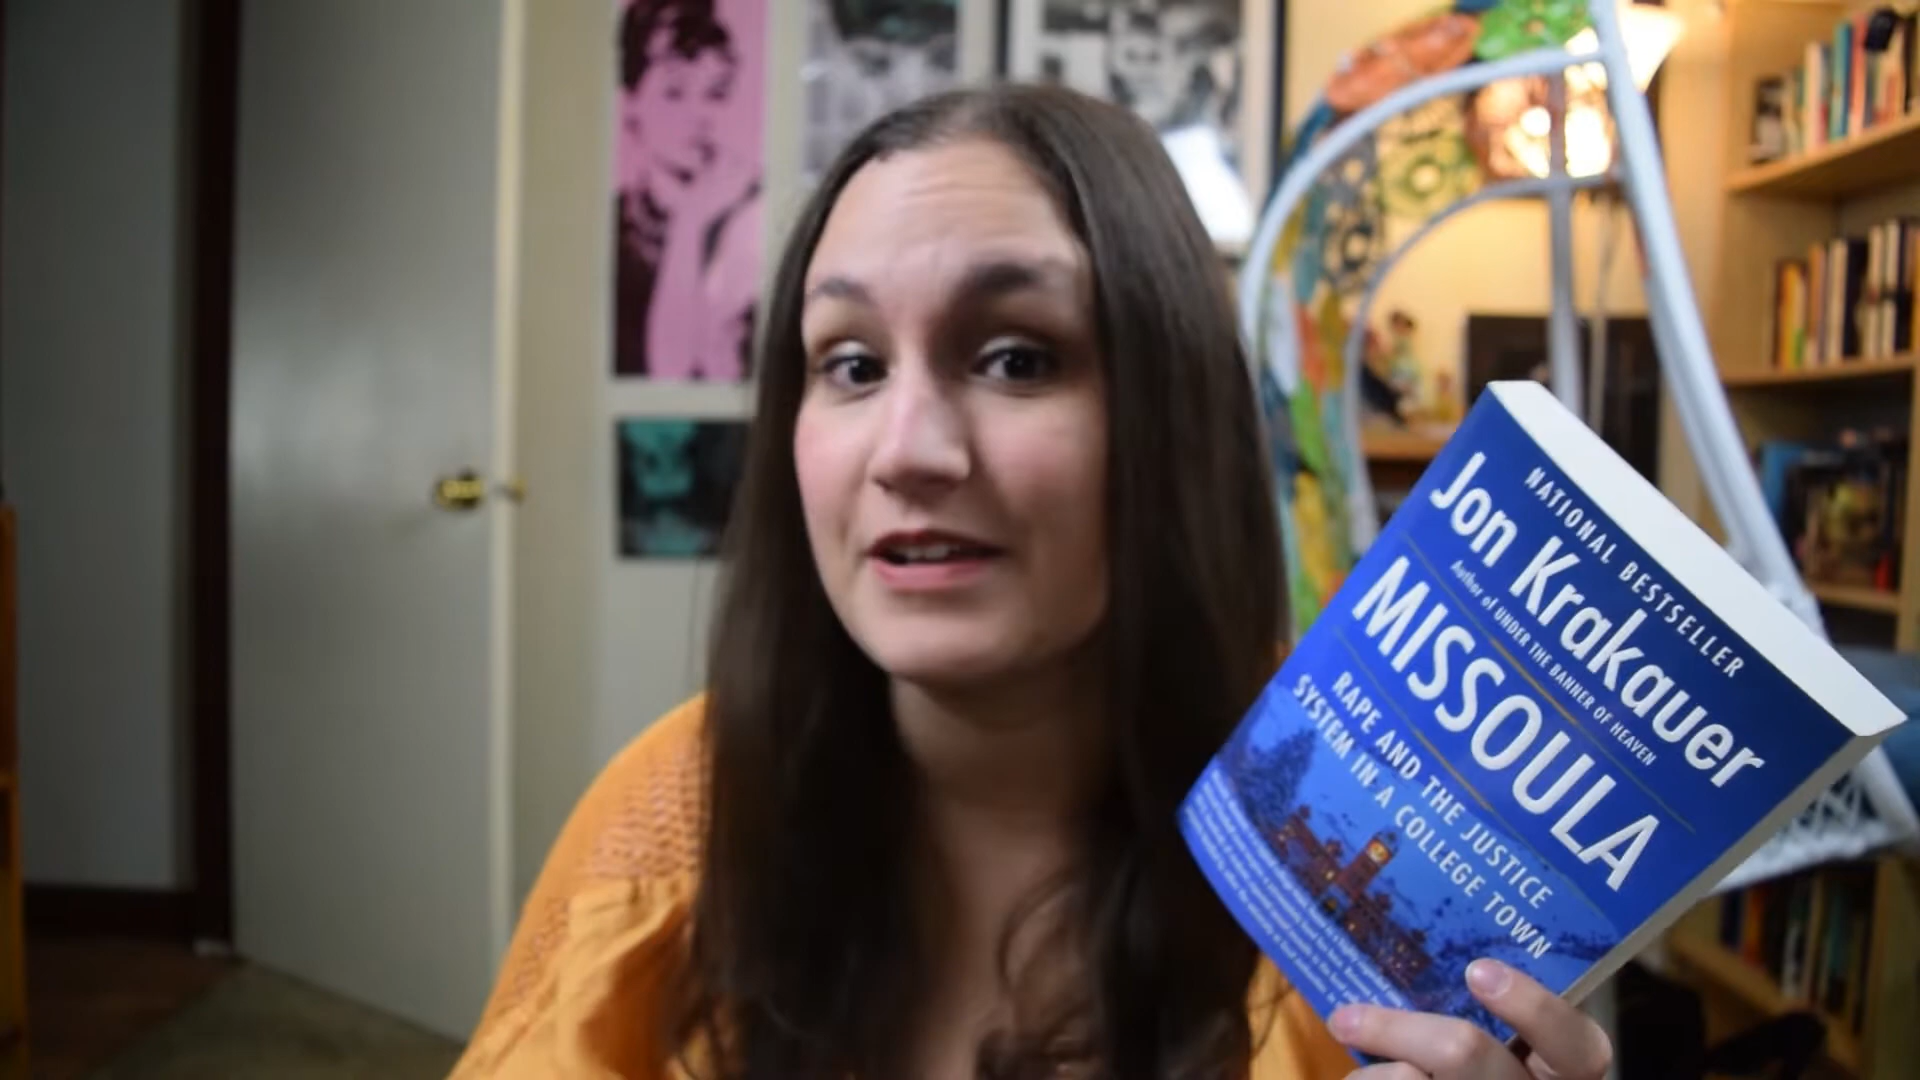 NATIONAL BESTSELLER
Jon Krakauer
Author of UNDER THE BANNER OF HEAVEN
MISSOULA
RAPE AND THE JUSTICE
SYSTEM IN A COLLEGE TOWN